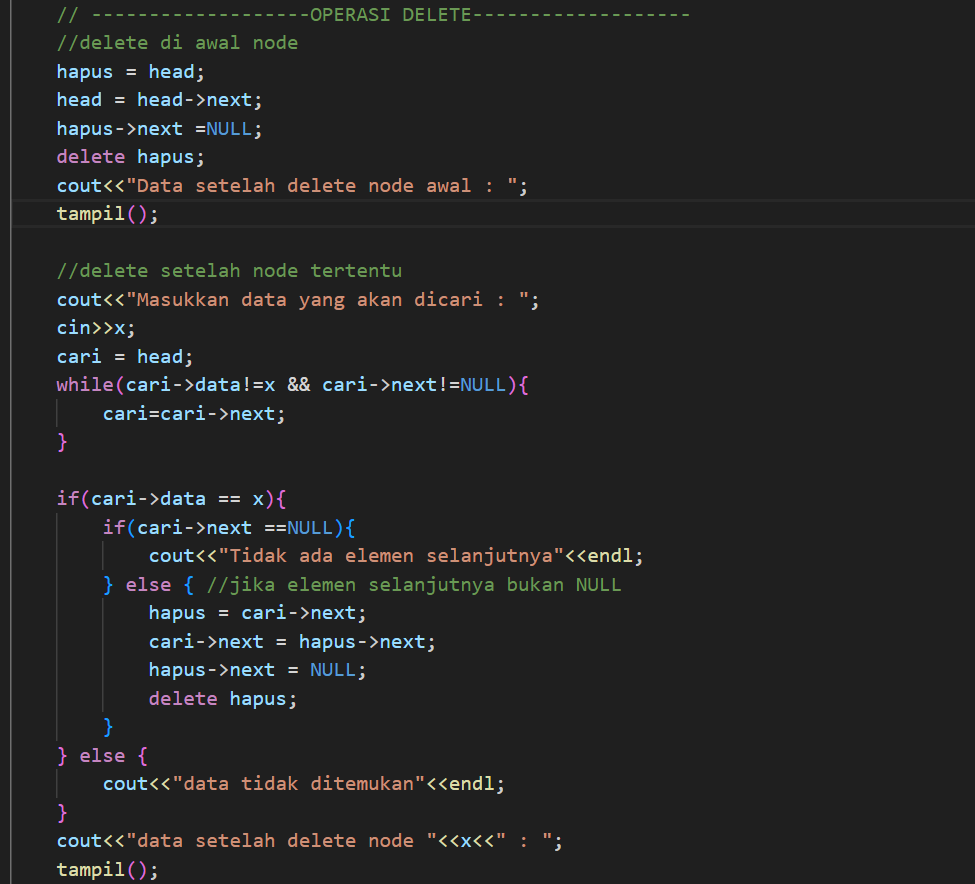 // -------------------OPERASI DELETE-------------------
//delete di awal node
hapus = head;
head = head->next;
hapus->next =NULL;
delete hapus;
cout<<"Data setelah delete node awal : ";
tampil();
//delete setelah node tertentu
cout<<"Masukkan data yang akan dicari : ";
cin>>x;
cari = head;
while(cari->data!=x && cari->next!=NULL){
    cari=cari->next;
}
if(cari->data == x){
    if(cari->next ==NULL){
        cout<<"Tidak ada elemen selanjutnya"<<endl;
    } else { //jika elemen selanjutnya bukan NULL
        hapus = cari->next;
        cari->next = hapus->next;
        hapus->next = NULL;
        delete hapus;
    }
} else {
    cout<<"data tidak ditemukan"<<endl;
}
cout<<"data setelah delete node "<<x<<" : ";
tampil();